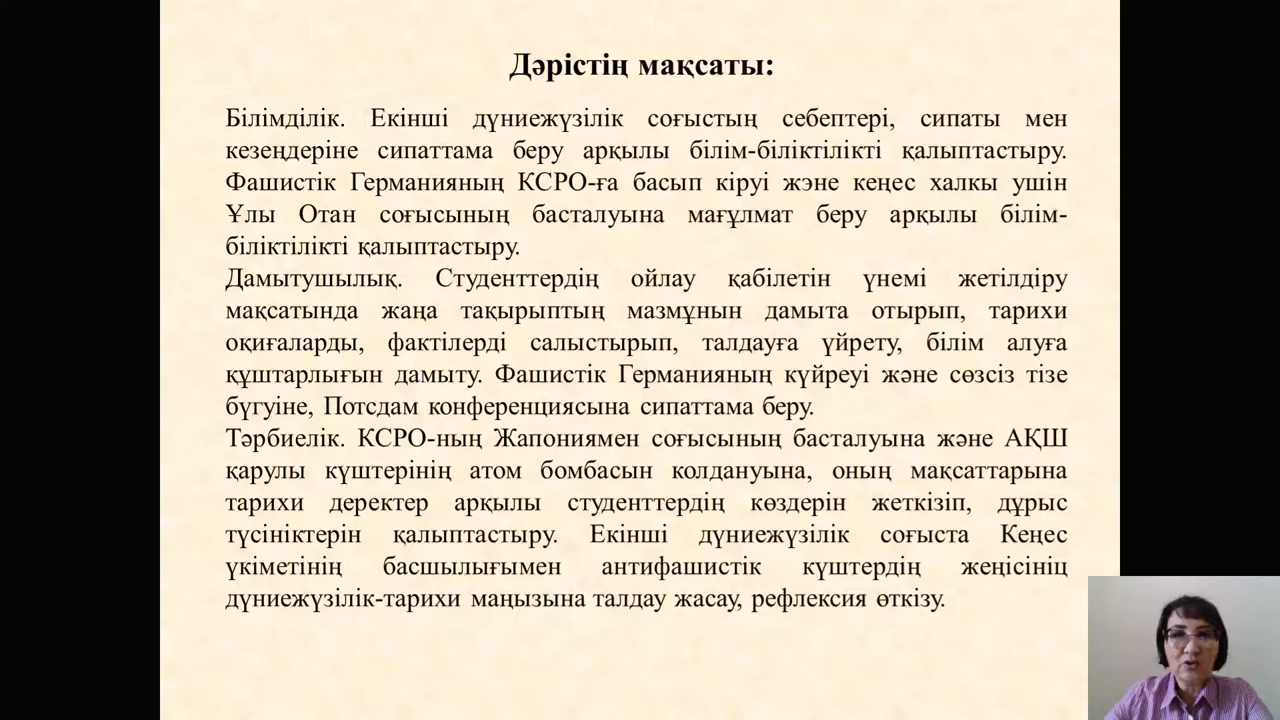 Дәрістің мақсаты:
Білімділік. Екінші дүниежүзілік соғыстың себептері, сипаты мен
кезеңдеріне сипаттама беру арқылы білім-біліктілікті қалыптастыру.
Фашистік Германияның КСРО-ға басып кіруі жэне кеңес халкы ушін
Ұлы Отан соғысының басталуына мағұлмат беру арқылы білім-
біліктілікті қалыптастыру.
Дамытушылық. Студенттердің ойлау қабілетін үнемі жетілдіру
мақсатында жаңа тақырыптың мазмұнын дамыта отырып, тарихи
оқиғаларды, фактілерді салыстырып, талдауға үйрету, білім алуға
құштарлығын дамыту. Фашистік Германияның күйреуі және сөзсіз тізе
бүгуіне, Потсдам конференциясына сипаттама беру.
Тәрбиелік. КСРО-ның Жапониямен соғысының басталуына және АҚШ
қарулы күштерінің атом бомбасын колдануына, оның мақсаттарына
тарихи деректер арқылы студенттердің көздерін жеткізіп, дұрыс
түсініктерін қалыптастыру. Екінші дүниежүзілік соғыста Кеңес
үкіметінің басшылығымен антифашистік күштердің жеңісініц
дүниежүзілік-тарихи маңызына талдау жасау, рефлексия өткізу.